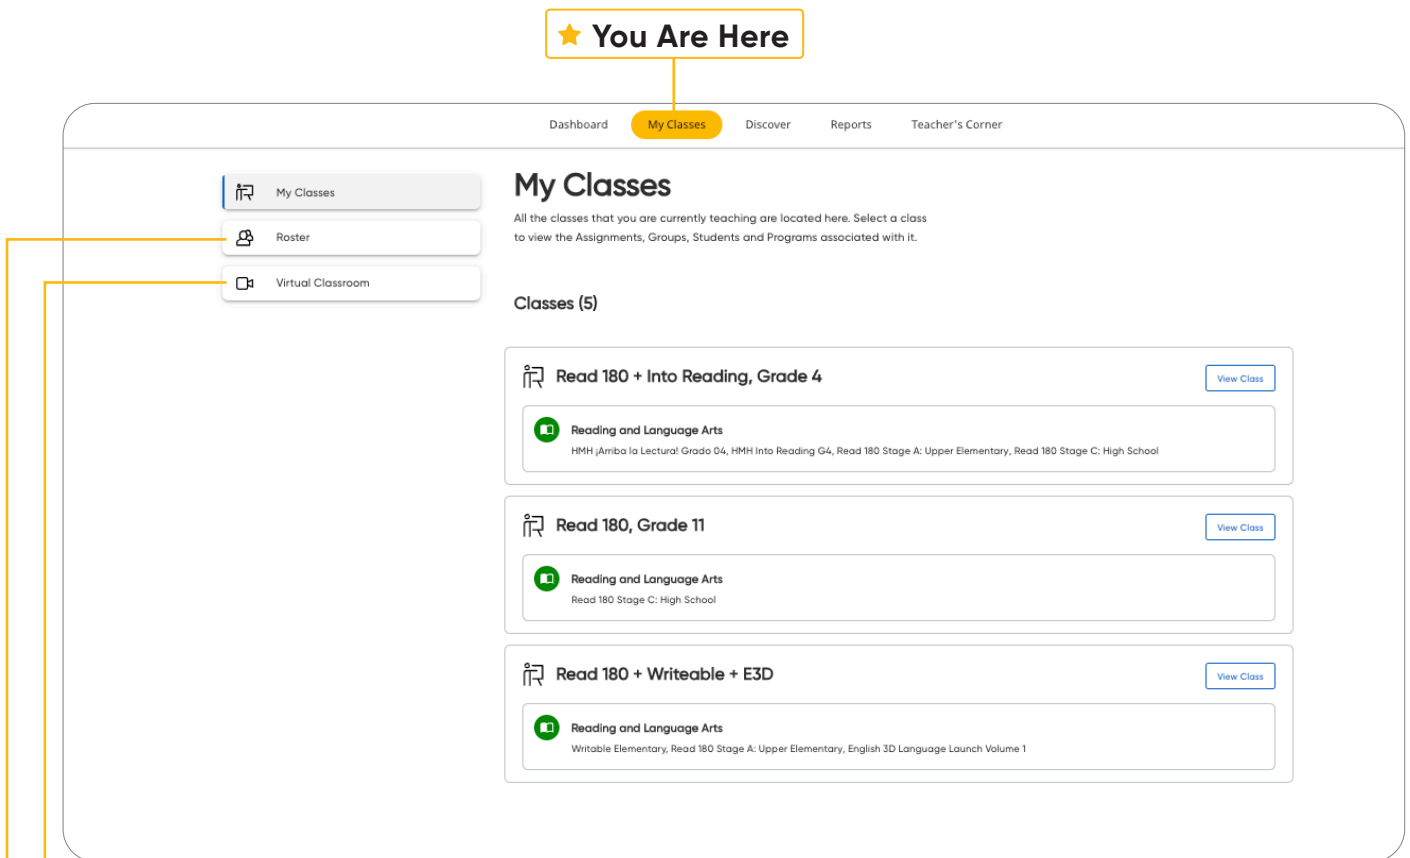 You Are Here
Dashboard My Classes Discover Reports Teacher's Corner
My Classes
Roster
Virtual Classroom
My Classes
All the classes that you are currently teaching are located here. Select a class
to view the Assignments, Groups, Students and Programs associated with it.
Classes (5)
Read 180 + Into Reading, Grade 4
View Class
Reading and Language Arts
HMH ¡Arriba la Lectura! Grado 04, HMH Into Reading G4, Read 180 Stage A: Upper Elementary, Read 180 Stage C: High School
Read 180, Grade 11
View Class
Reading and Language Arts
Read 180 Stage C: High School
Read 180 + Writeable + E3D
View Class
Reading and Language Arts
Writable Elementary, Read 180 Stage A: Upper Elementary, English 3D Language Launch Volume 1